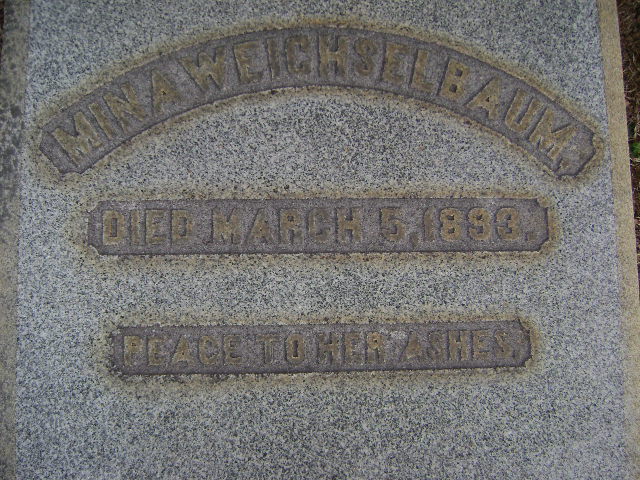 MINA WEICHSELBAUM.
DIED MARCH 5, 1893.
PEACE TO HER ASHES.